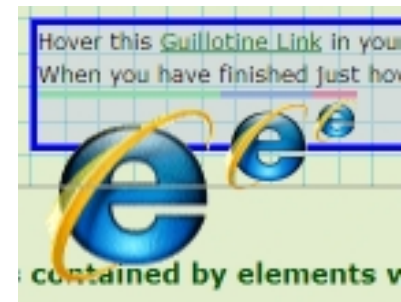 Hover this Guillotine Link in your
When you have finished just hov
contained by elements w